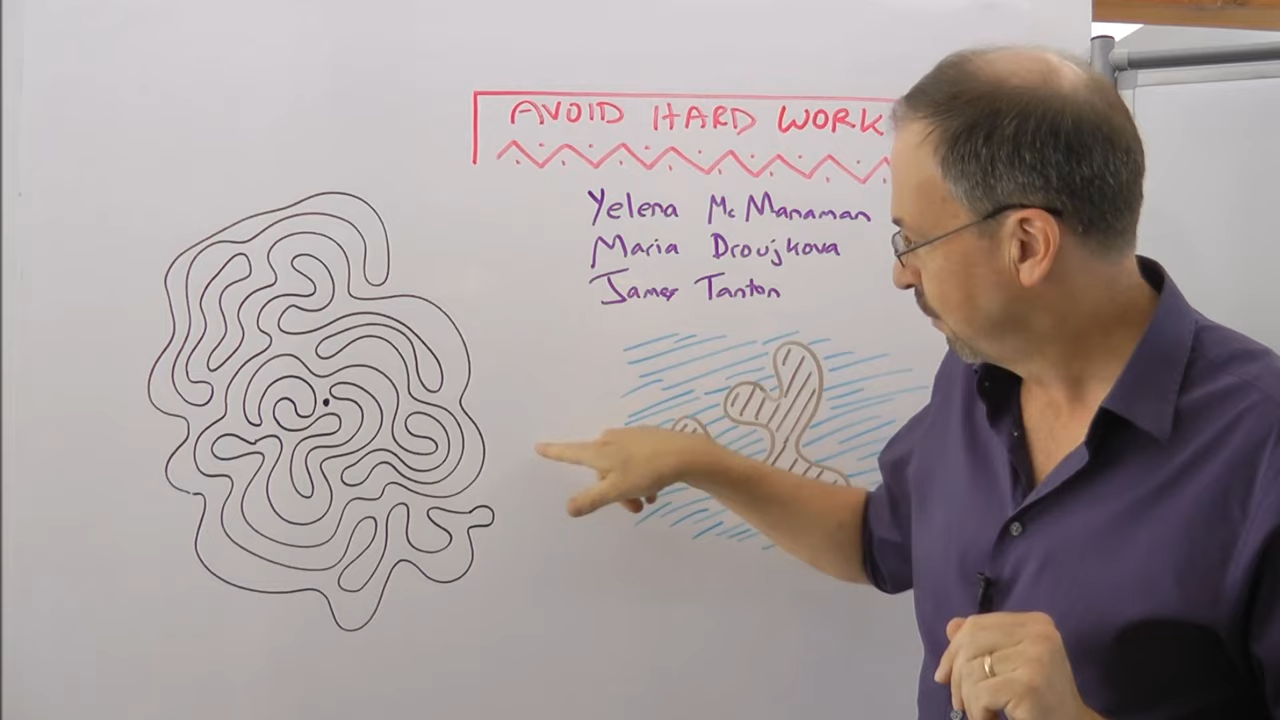 AVOID HARD WORK
Yelena McManaman
Maria Droujkova
James Tanton